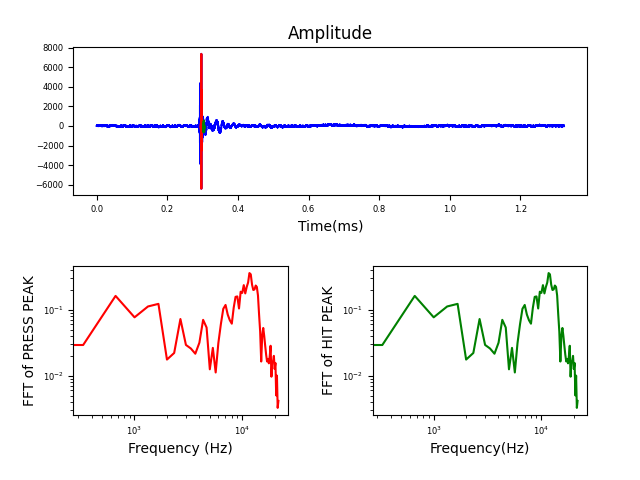 Amplitude
8000
6000
4000
2000
0
−2000
−4000
−6000
0.0 0.2 0.4 0.6 0.8 1.0 1.2
Time(ms)
FFT of PRESS PEAK
10⁻¹
10⁻²
10³ 10⁴
Frequency (Hz)
FFT of HIT PEAK
10⁻¹
10⁻²
10³ 10⁴
Frequency(Hz)